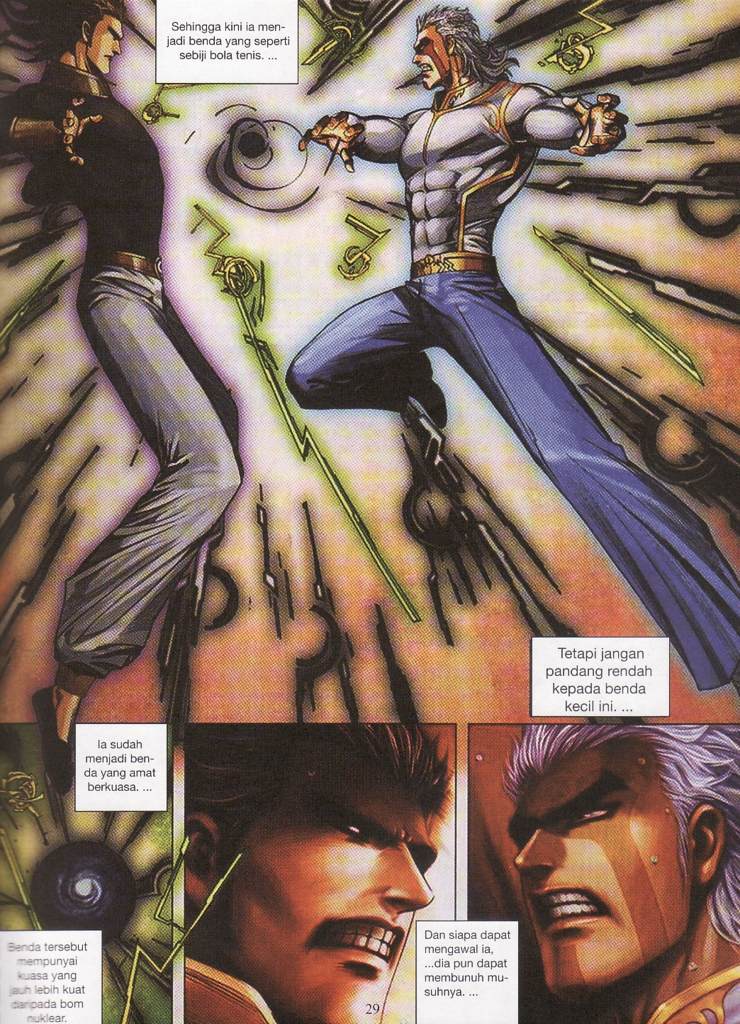 Sehingga kini ia men-
jadi benda yang seperti
sebiji bola tenis. ...
Tetapi jangan
pandang rendah
kepada benda
kecil ini. ...
Ia sudah
menjadi ben-
da yang amat
berkuasa. ...
Benda tersebut
mempunyai
kuasa yang
jauh lebih kuat
daripada bom
nuklear.
Dan siapa dapat
mengawal ia,
...dia pun dapat
membunuh mu-
suhnya. ...
29